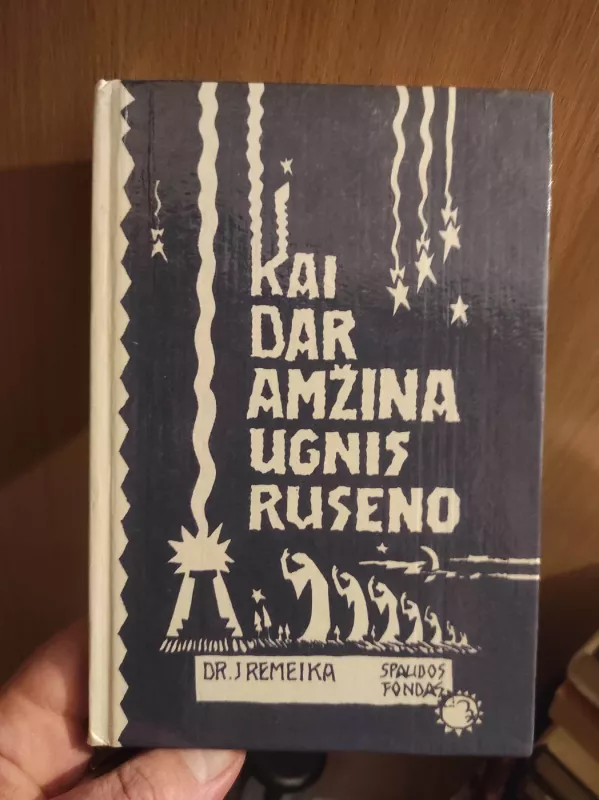 KAI
DAR
AMŽINA
UGNIS
RUSENO
DR. J REMEIKA
SPAUDOS
FONDAS